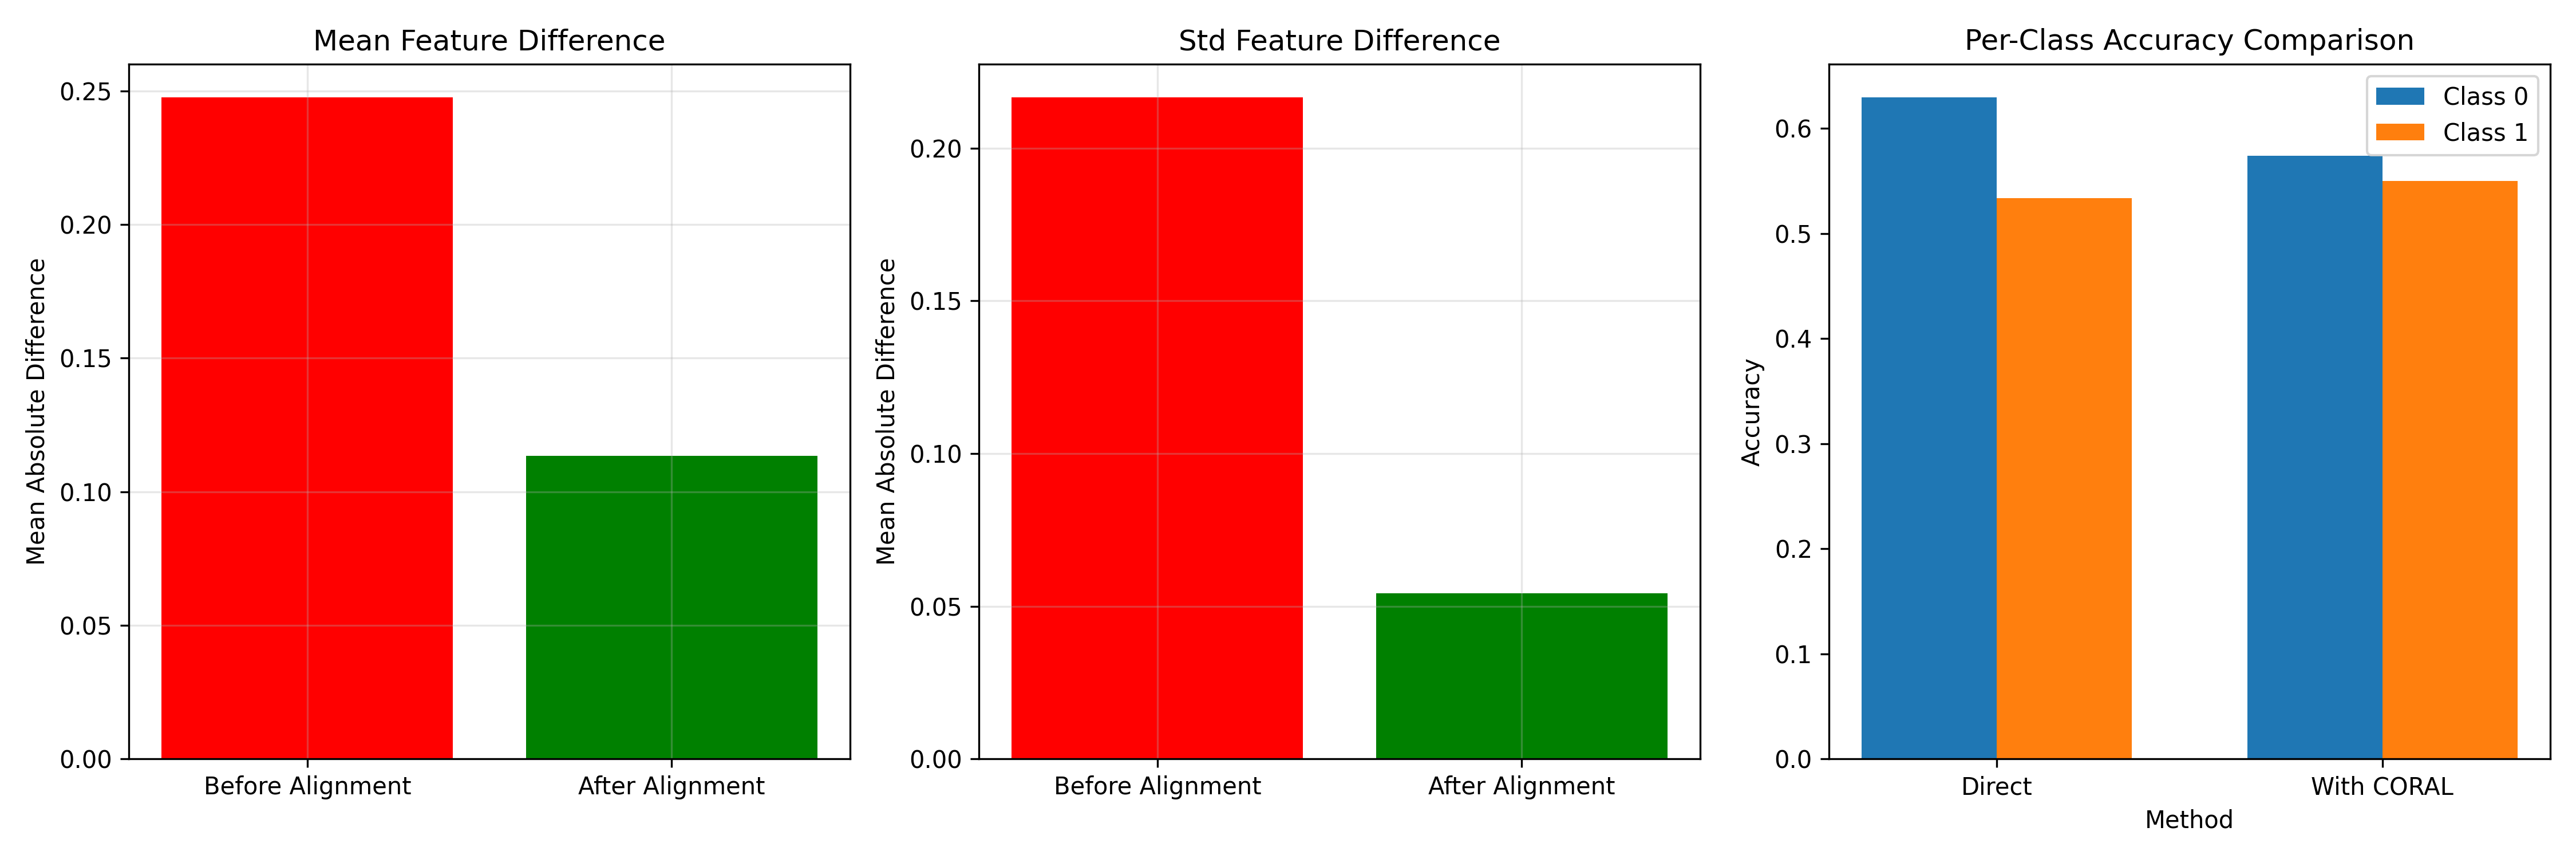 Mean Feature Difference
Mean Absolute Difference
0.25
0.20
0.15
0.10
0.05
0.00
Before Alignment
After Alignment
Std Feature Difference
Mean Absolute Difference
0.20
0.15
0.10
0.05
0.00
Before Alignment
After Alignment
Per-Class Accuracy Comparison
Accuracy
0.6
0.5
0.4
0.3
0.2
0.1
0.0
Class 0
Class 1
Direct
With CORAL
Method